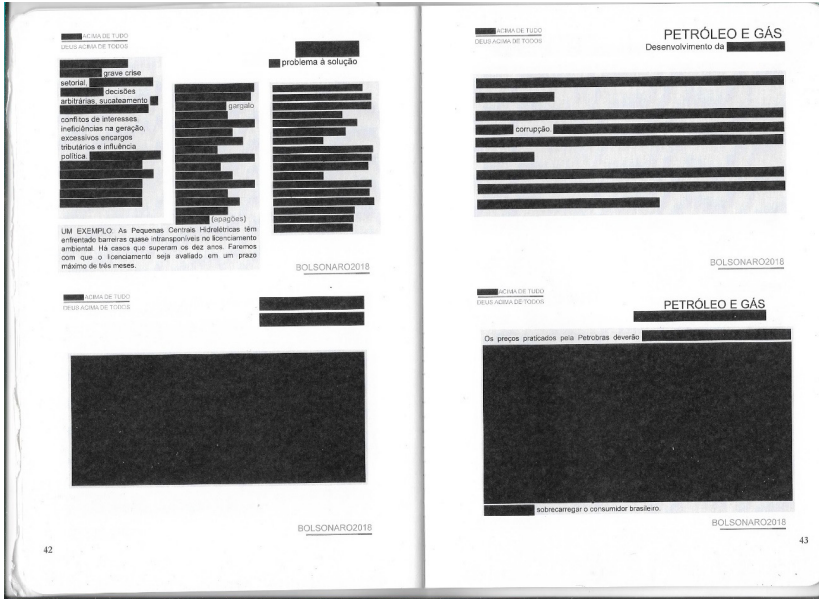 ACIMA DE TUDO
DEUS ACIMA DE TODOS
problema à solução
grave crise
setorial,
decisões
arbitrárias, sucateamento
conflitos de interesses
ineficiências na geração,
excessivos encargos
tributários e influência
política.
gargalo
(apagões)
UM EXEMPLO: As Pequenas Centrais Hidrelétricas têm
enfrentado barreiras quase intransponíveis no licenciamento
ambiental. Há casos que superam os dez anos. Faremos
com que o licenciamento seja avaliado em um prazo
máximo de três meses.
BOLSONARO2018
ACIMA DE TUDO
DEUS ACIMA DE TODOS
BOLSONARO2018
42
ACIMA DE TUDO
DEUS ACIMA DE TODOS
PETRÓLEO E GÁS
Desenvolvimento da
corrupção.
BOLSONARO2018
ACIMA DE TUDO
DEUS ACIMA DE TODOS
PETRÓLEO E GÁS
Os preços praticados pela Petrobras deverão
sobrecarregar o consumidor brasileiro.
BOLSONARO2018
43